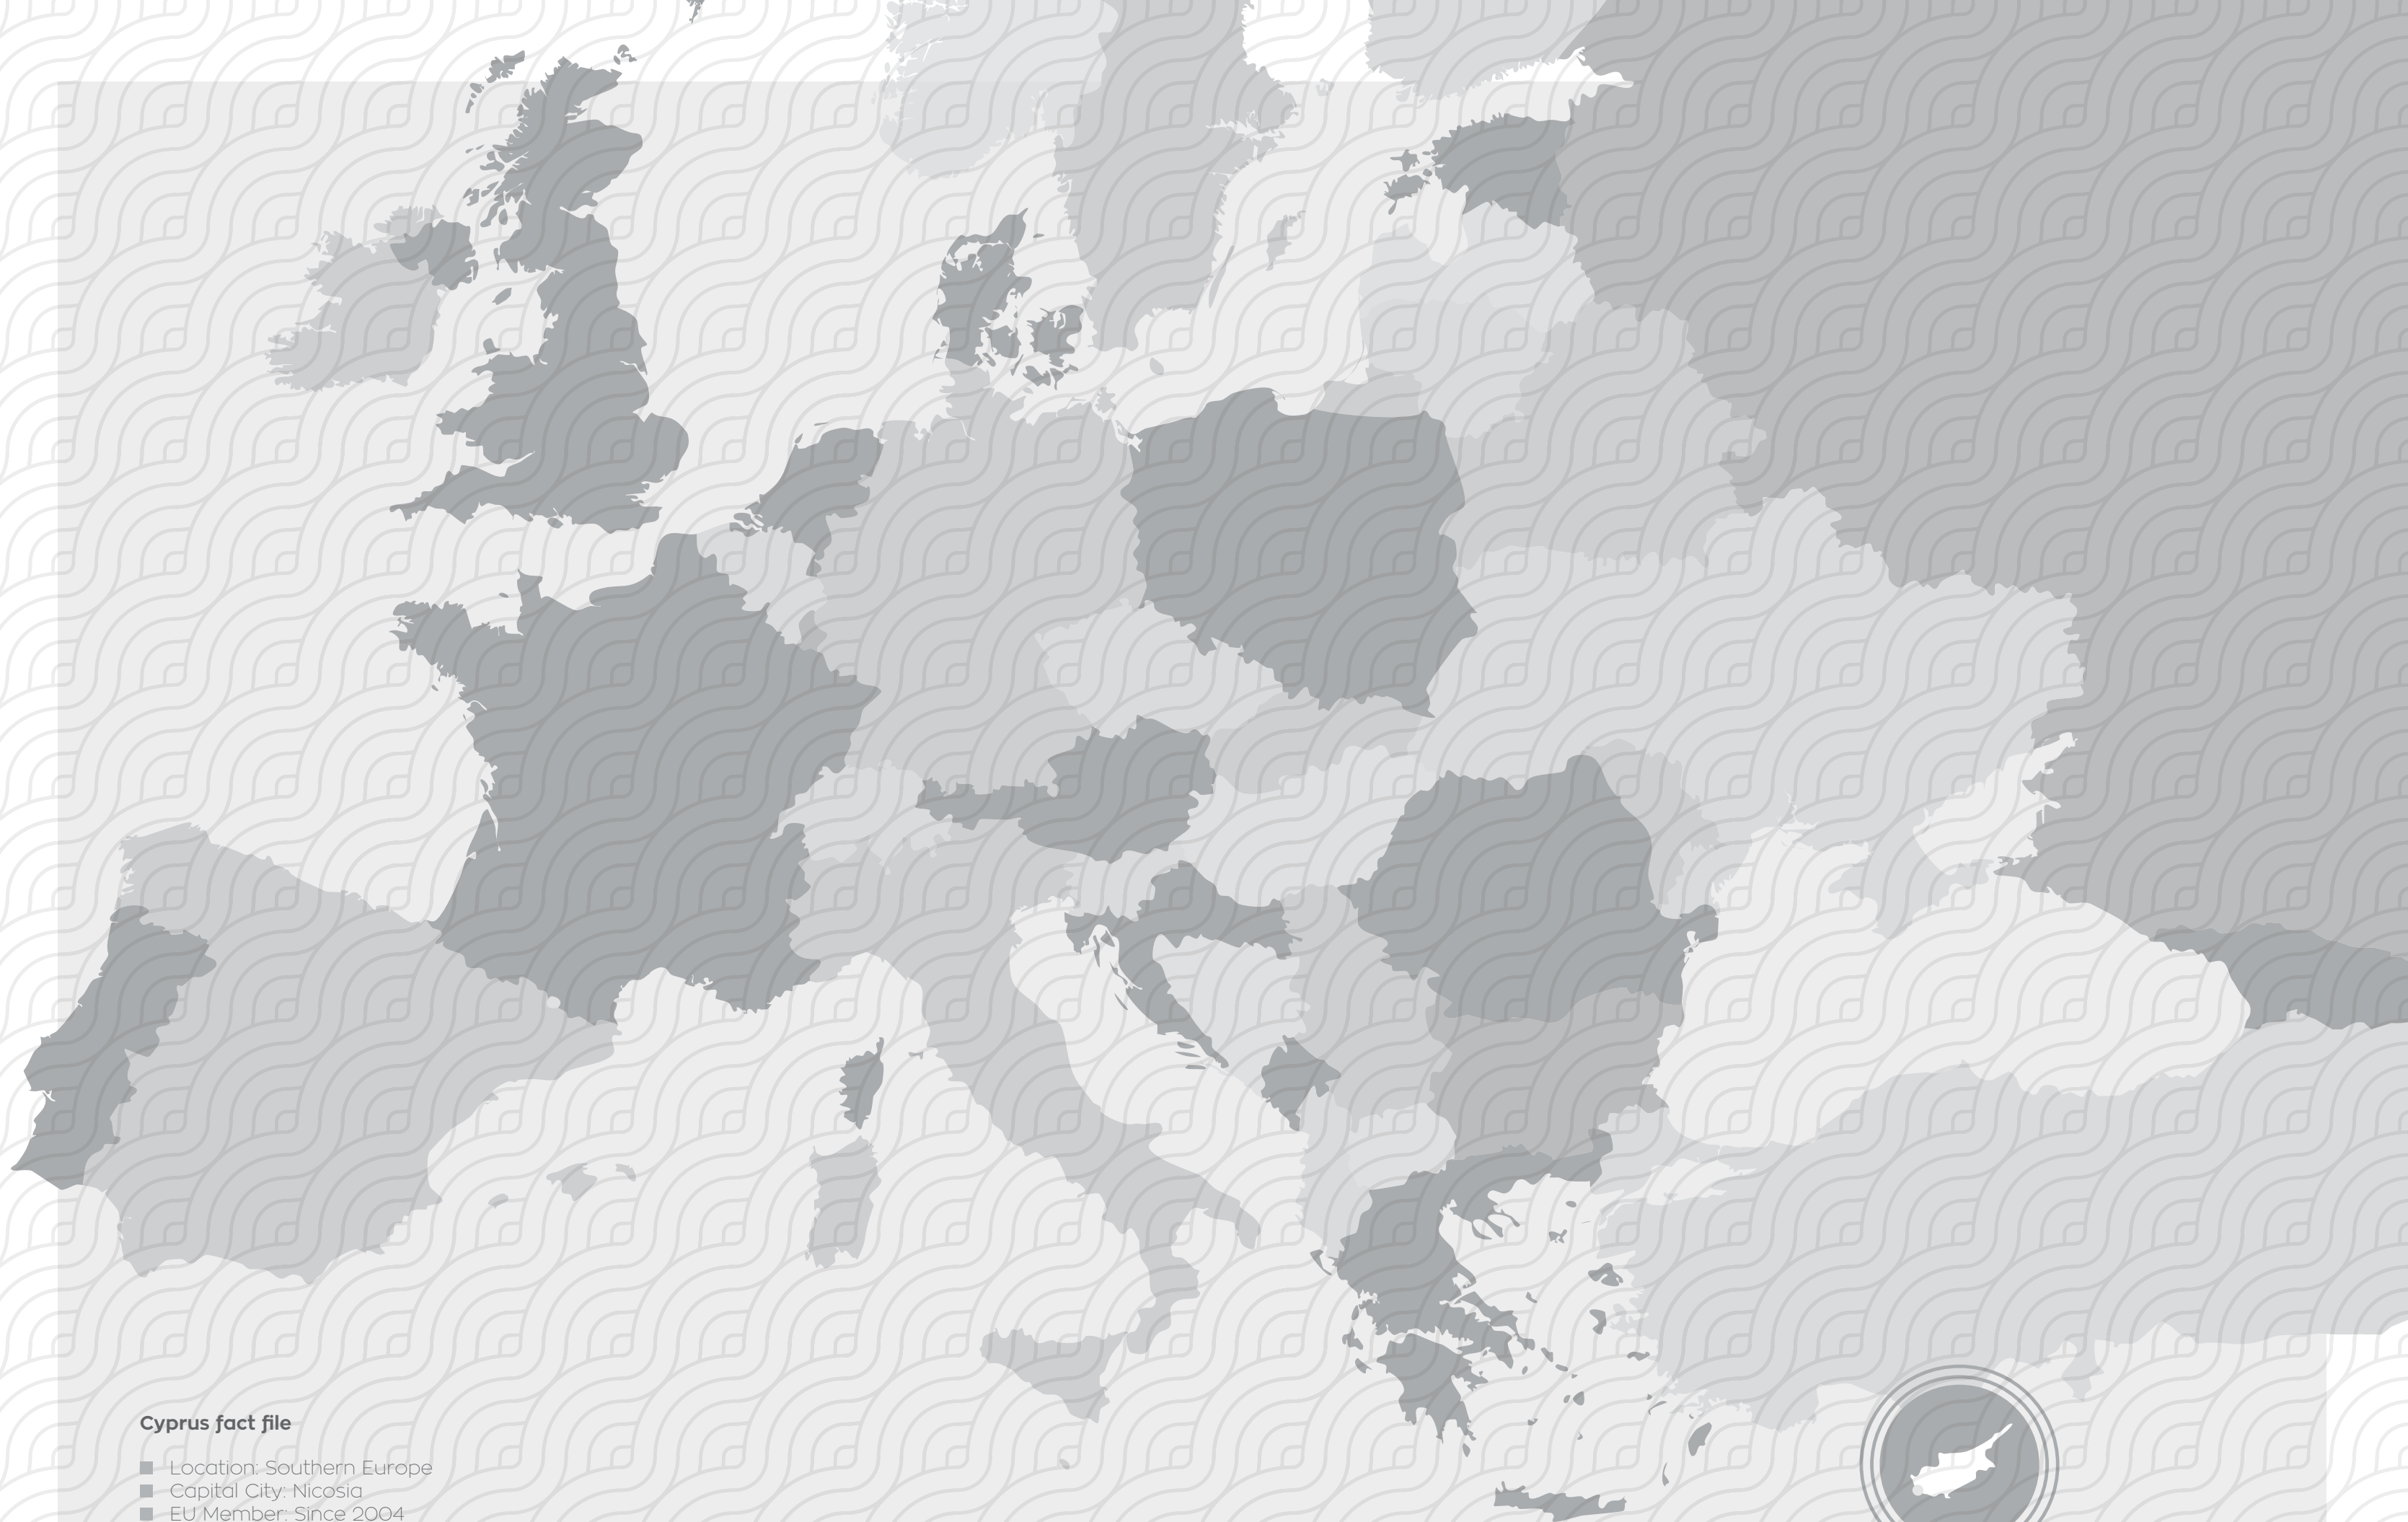 Cyprus fact file
Location: Southern Europe
Capital City: Nicosia
EU Member: Since 2004